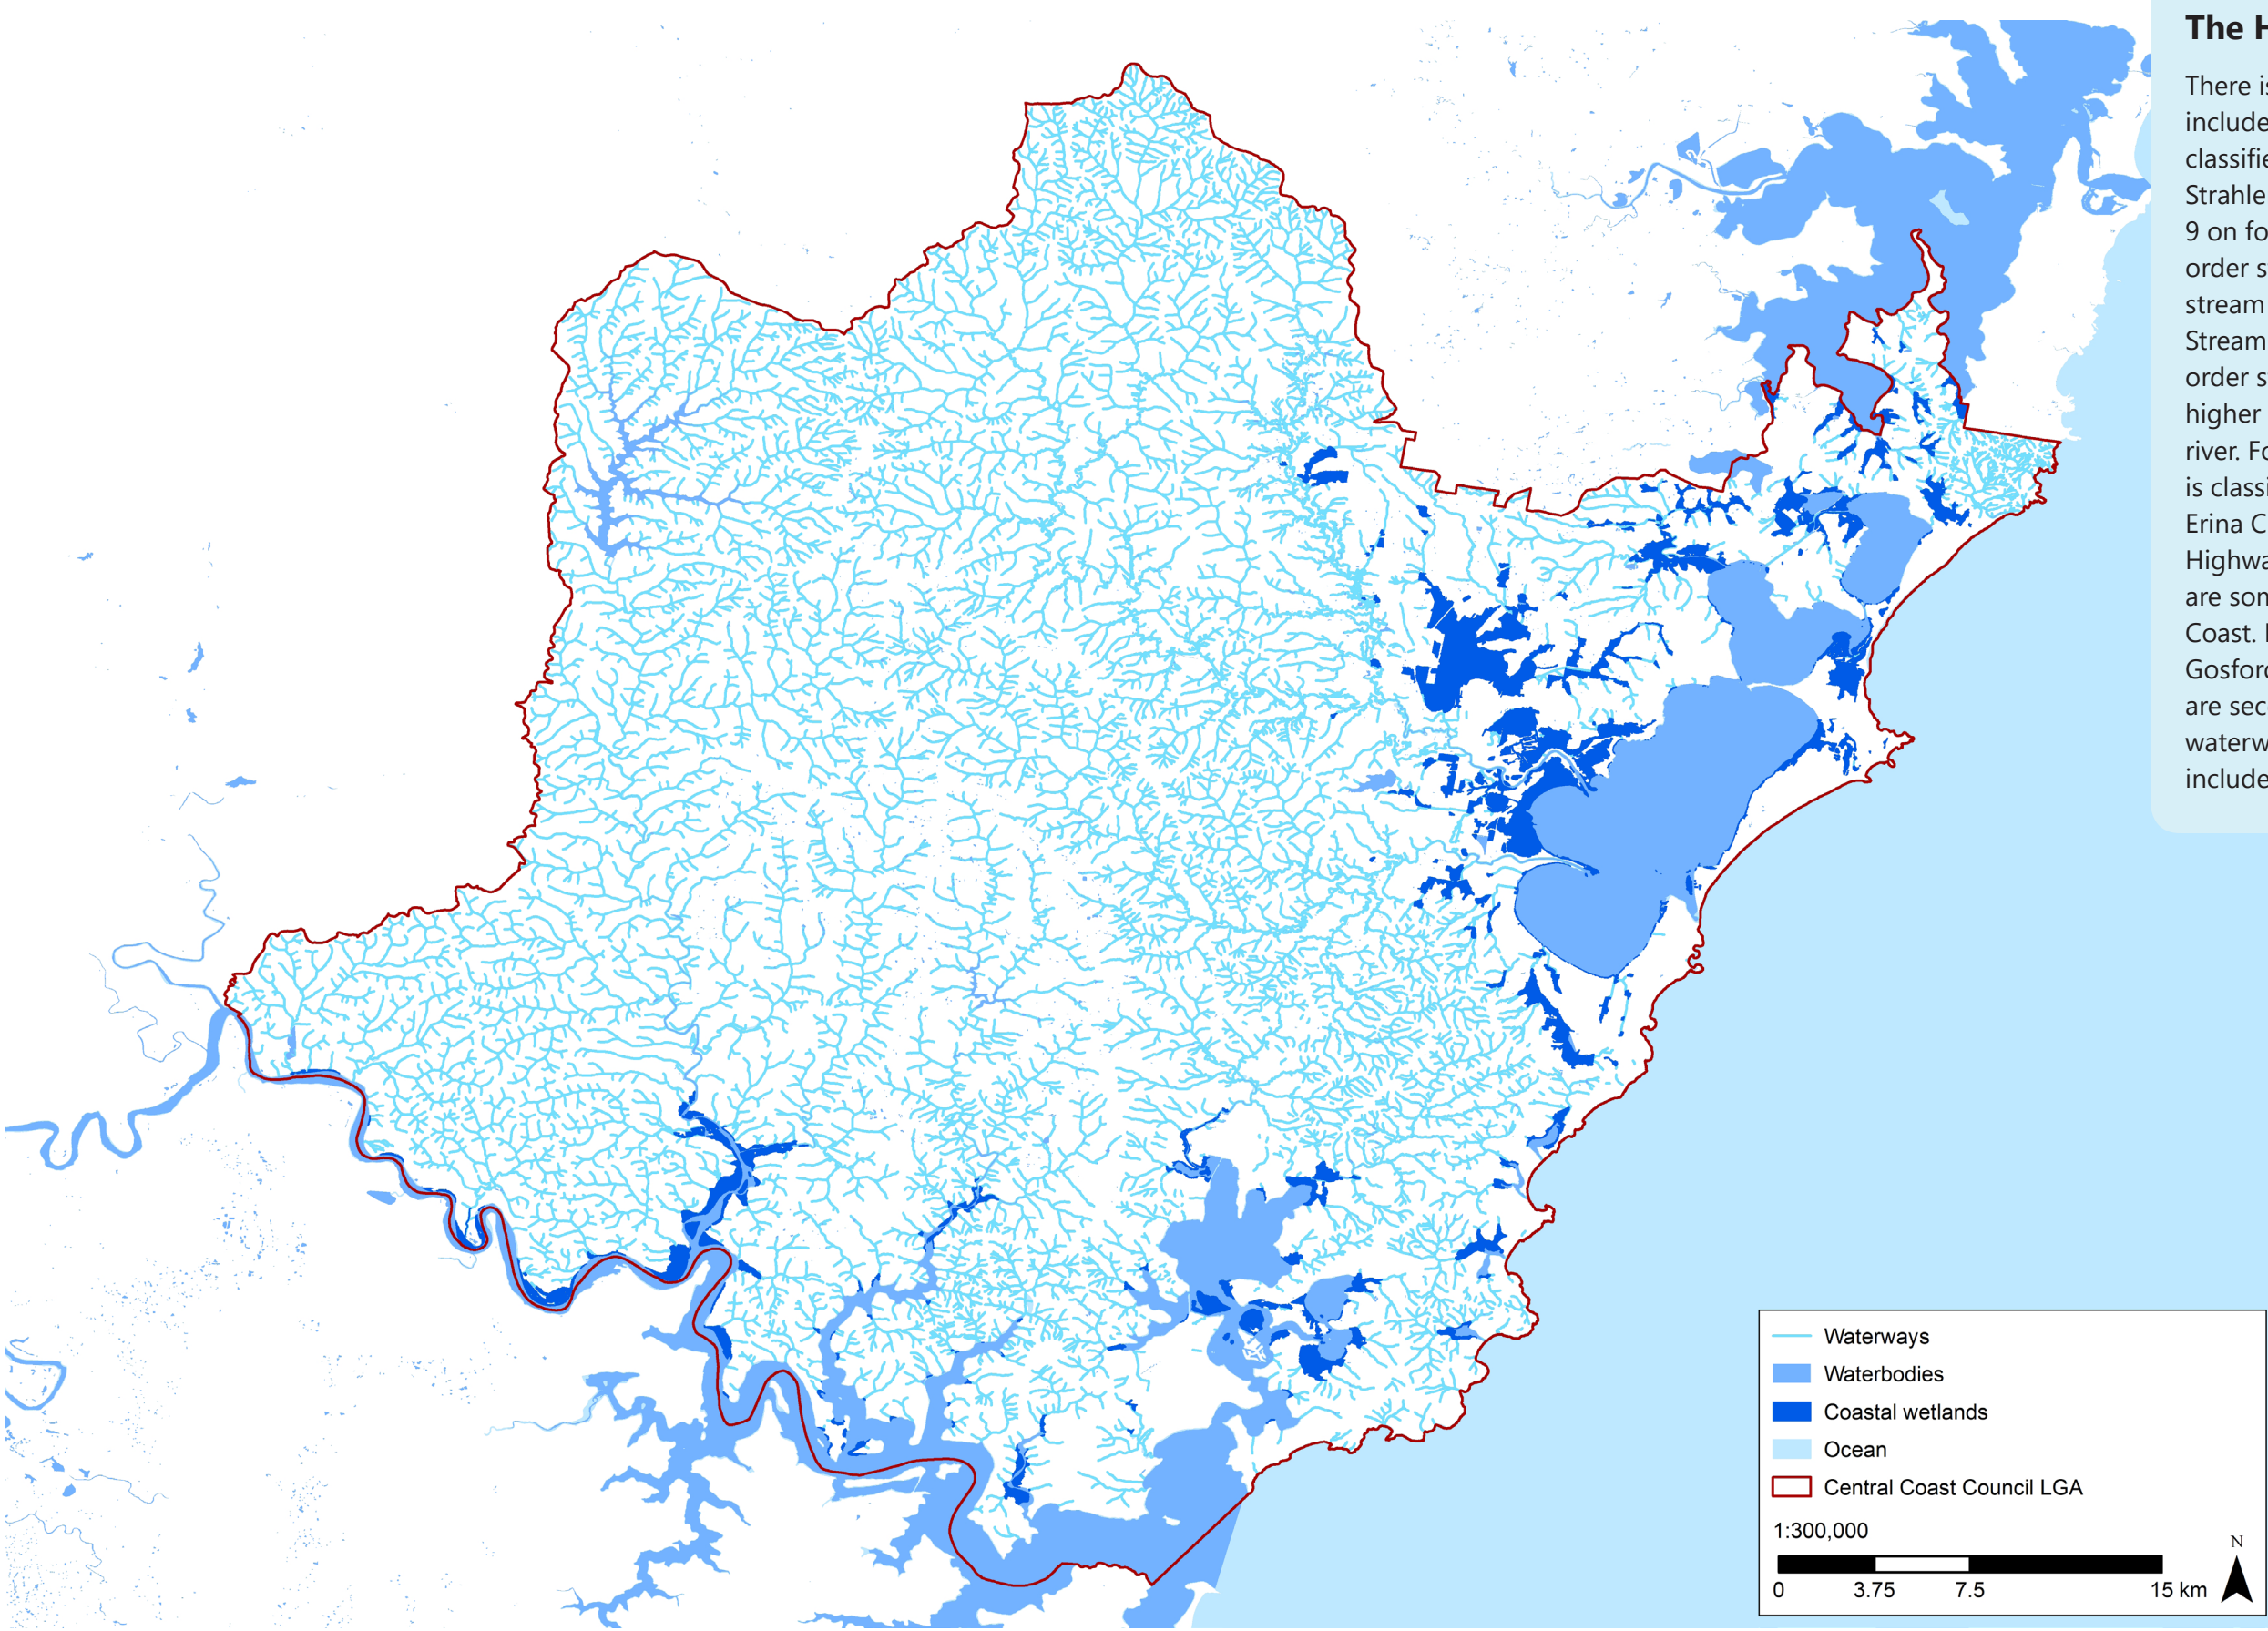 The H
There is
include
classifie
Strahle
9 on fo
order s
stream
Stream
order s
higher
river. Fo
is classi
Erina C
Highwa
are som
Coast.
Gosford
are sec
waterw
include
Waterways
Waterbodies
Coastal wetlands
Ocean
Central Coast Council LGA
1:300,000
N
0 3.75 7.5 15 km